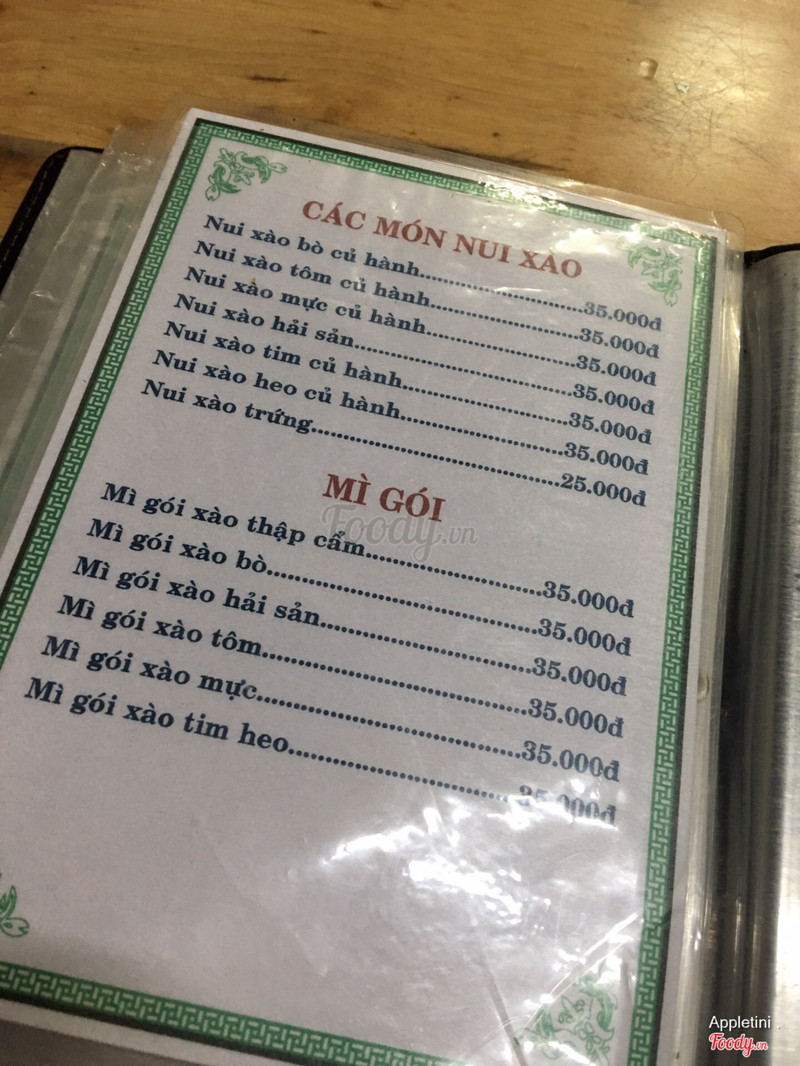 CÁC MÓN NUI XÀO
Nui xào bò củ hành..........................35.000đ
Nui xào tôm củ hành........................35.000đ
Nui xào mực củ hành........................35.000đ
Nui xào hải sản...................................35.000đ
Nui xào tim củ hành..........................35.000đ
Nui xào heo củ hành..........................35.000đ
Nui xào trứng.......................................25.000đ
MÌ GÓI
Foody.vn
Mì gói xào thập cẩm............................35.000đ
Mì gói xào bò.........................................35.000đ
Mì gói xào hải sản................................35.000đ
Mì gói xào tôm.......................................35.000đ
Mì gói xào mực......................................35.000đ
Mì gói xào tim heo................................35.000đ
Appletini
Foody.vn